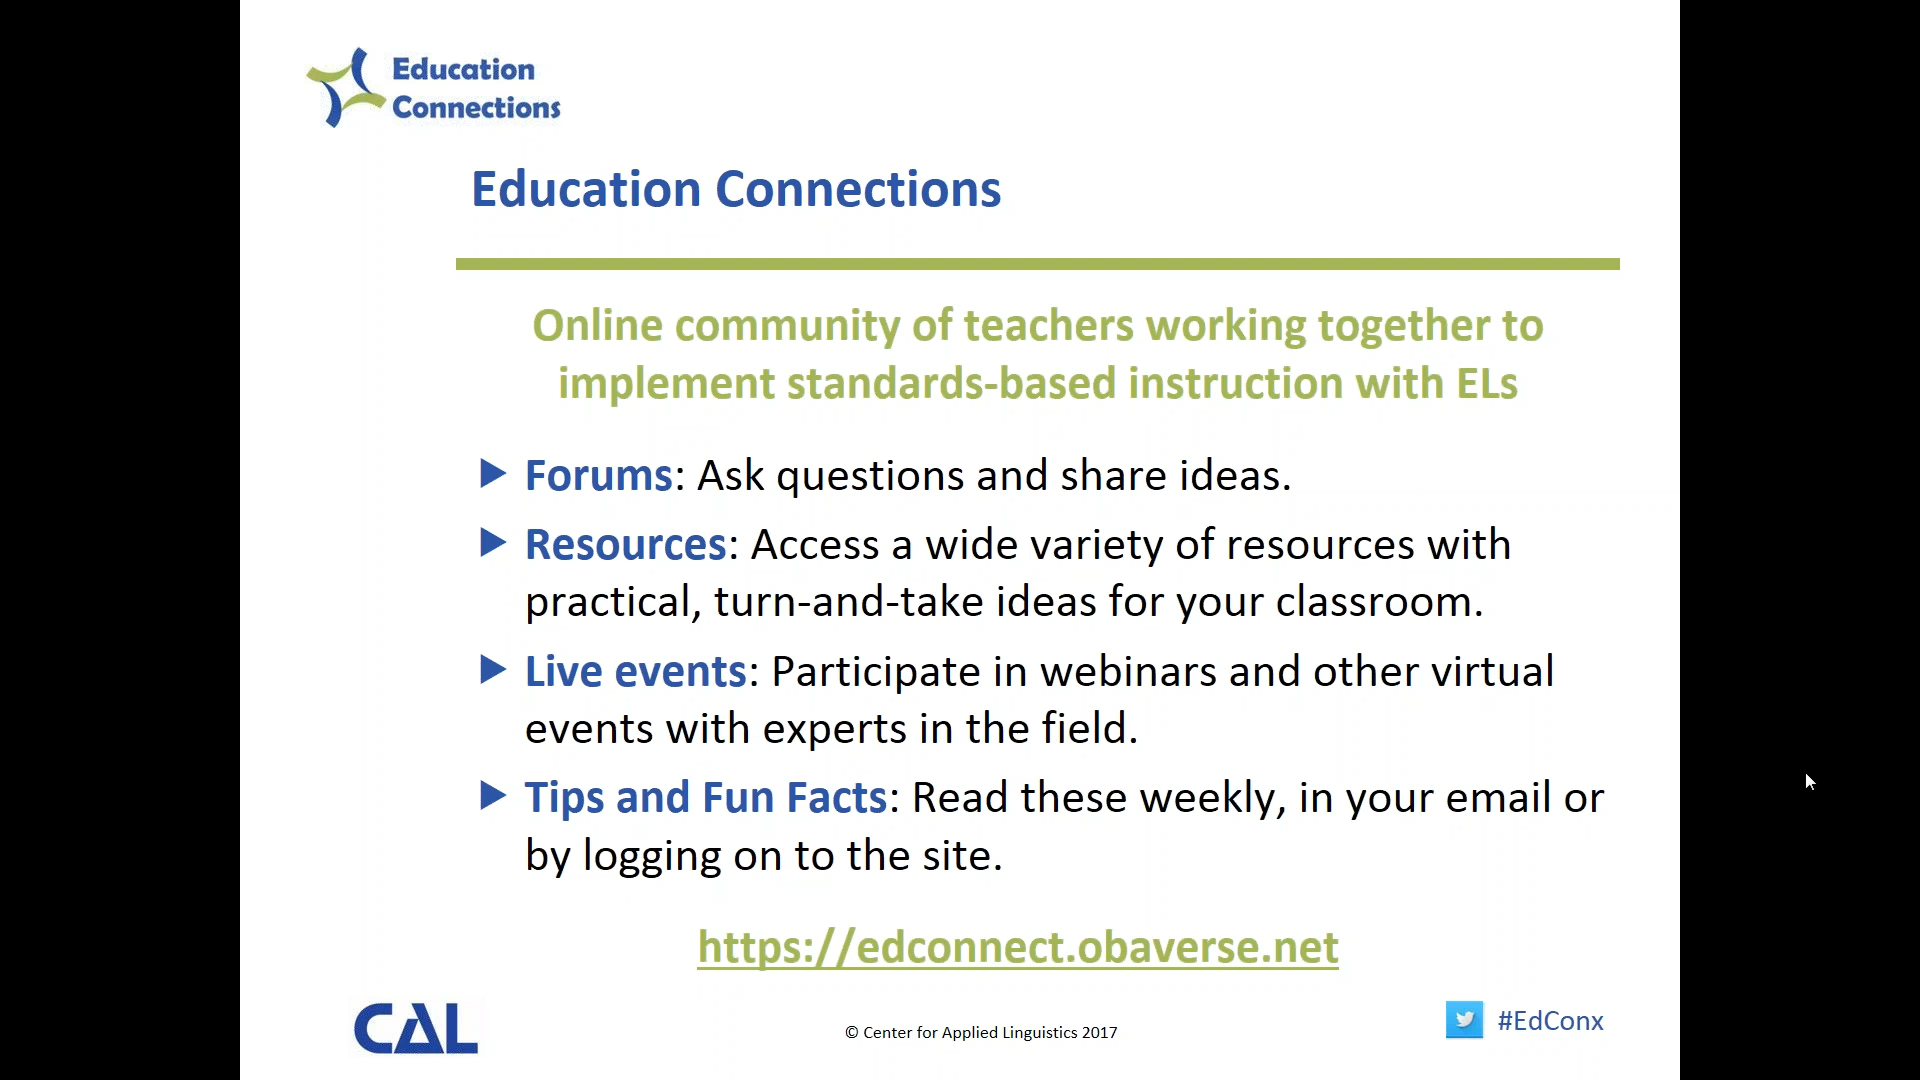 Education
Connections
Education Connections
Online community of teachers working together to
implement standards-based instruction with ELs
Forums: Ask questions and share ideas.
Resources: Access a wide variety of resources with
practical, turn-and-take ideas for your classroom.
Live events: Participate in webinars and other virtual
events with experts in the field.
Tips and Fun Facts: Read these weekly, in your email or
by logging on to the site.
https://edconnect.obaverse.net
CAL
© Center for Applied Linguistics 2017
#EdConx